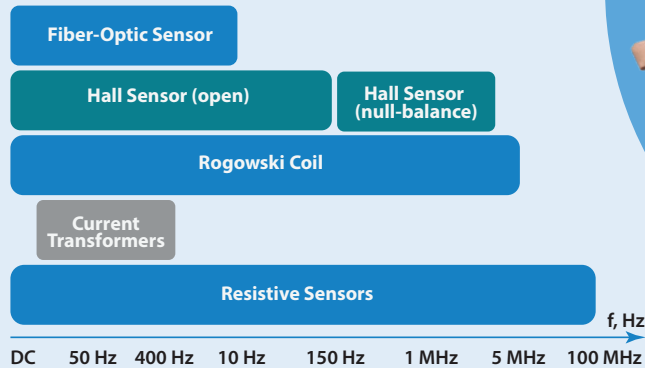 Fiber-Optic Sensor
Hall Sensor (open)
Hall Sensor
(null-balance)
Rogowski Coil
Current
Transformers
Resistive Sensors
f, Hz
DC 50 Hz 400 Hz 10 Hz 150 Hz 1 MHz 5 MHz 100 MHz